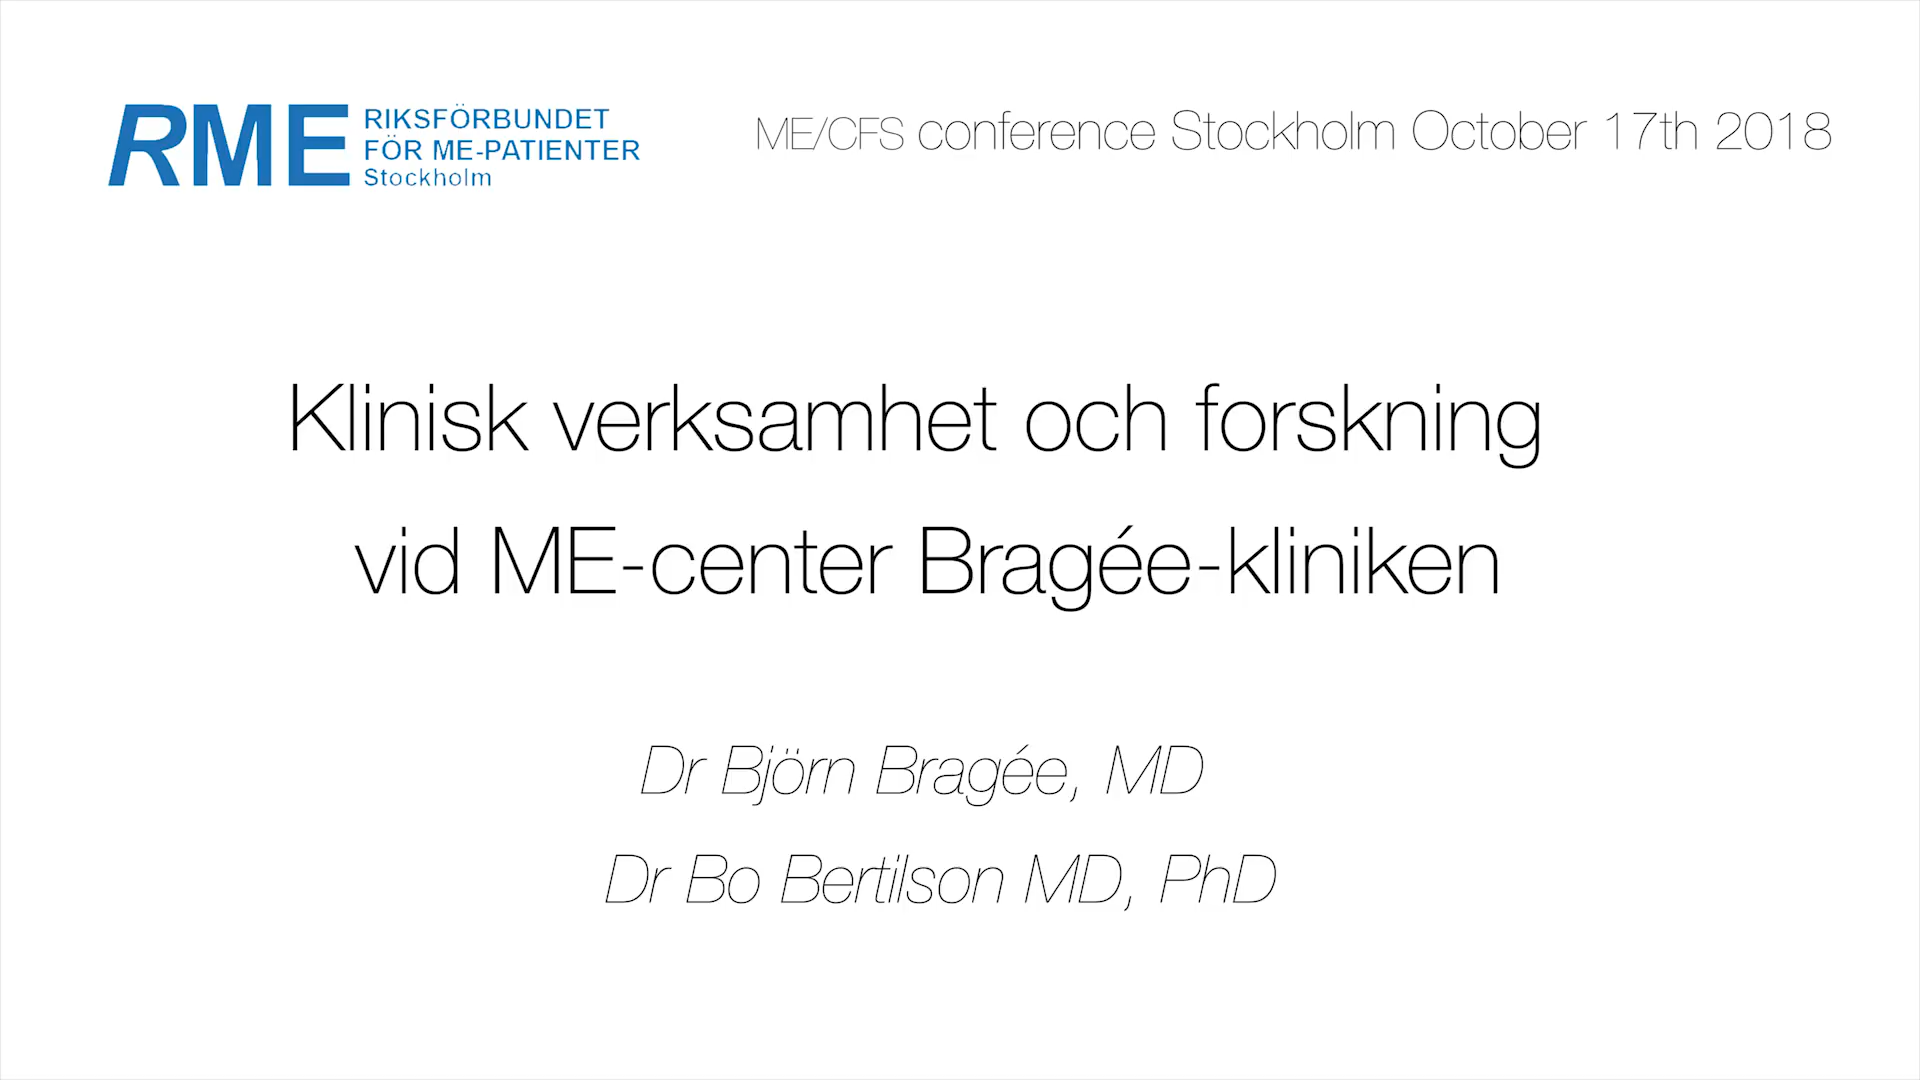 RME RIKSFÖRBUNDET
FÖR ME-PATIENTER
Stockholm
ME/CFS conference Stockholm October 17th 2018
Klinisk verksamhet och forskning
vid ME-center Bragée-kliniken
Dr Björn Bragée, MD
Dr Bo Bertilson MD, PhD